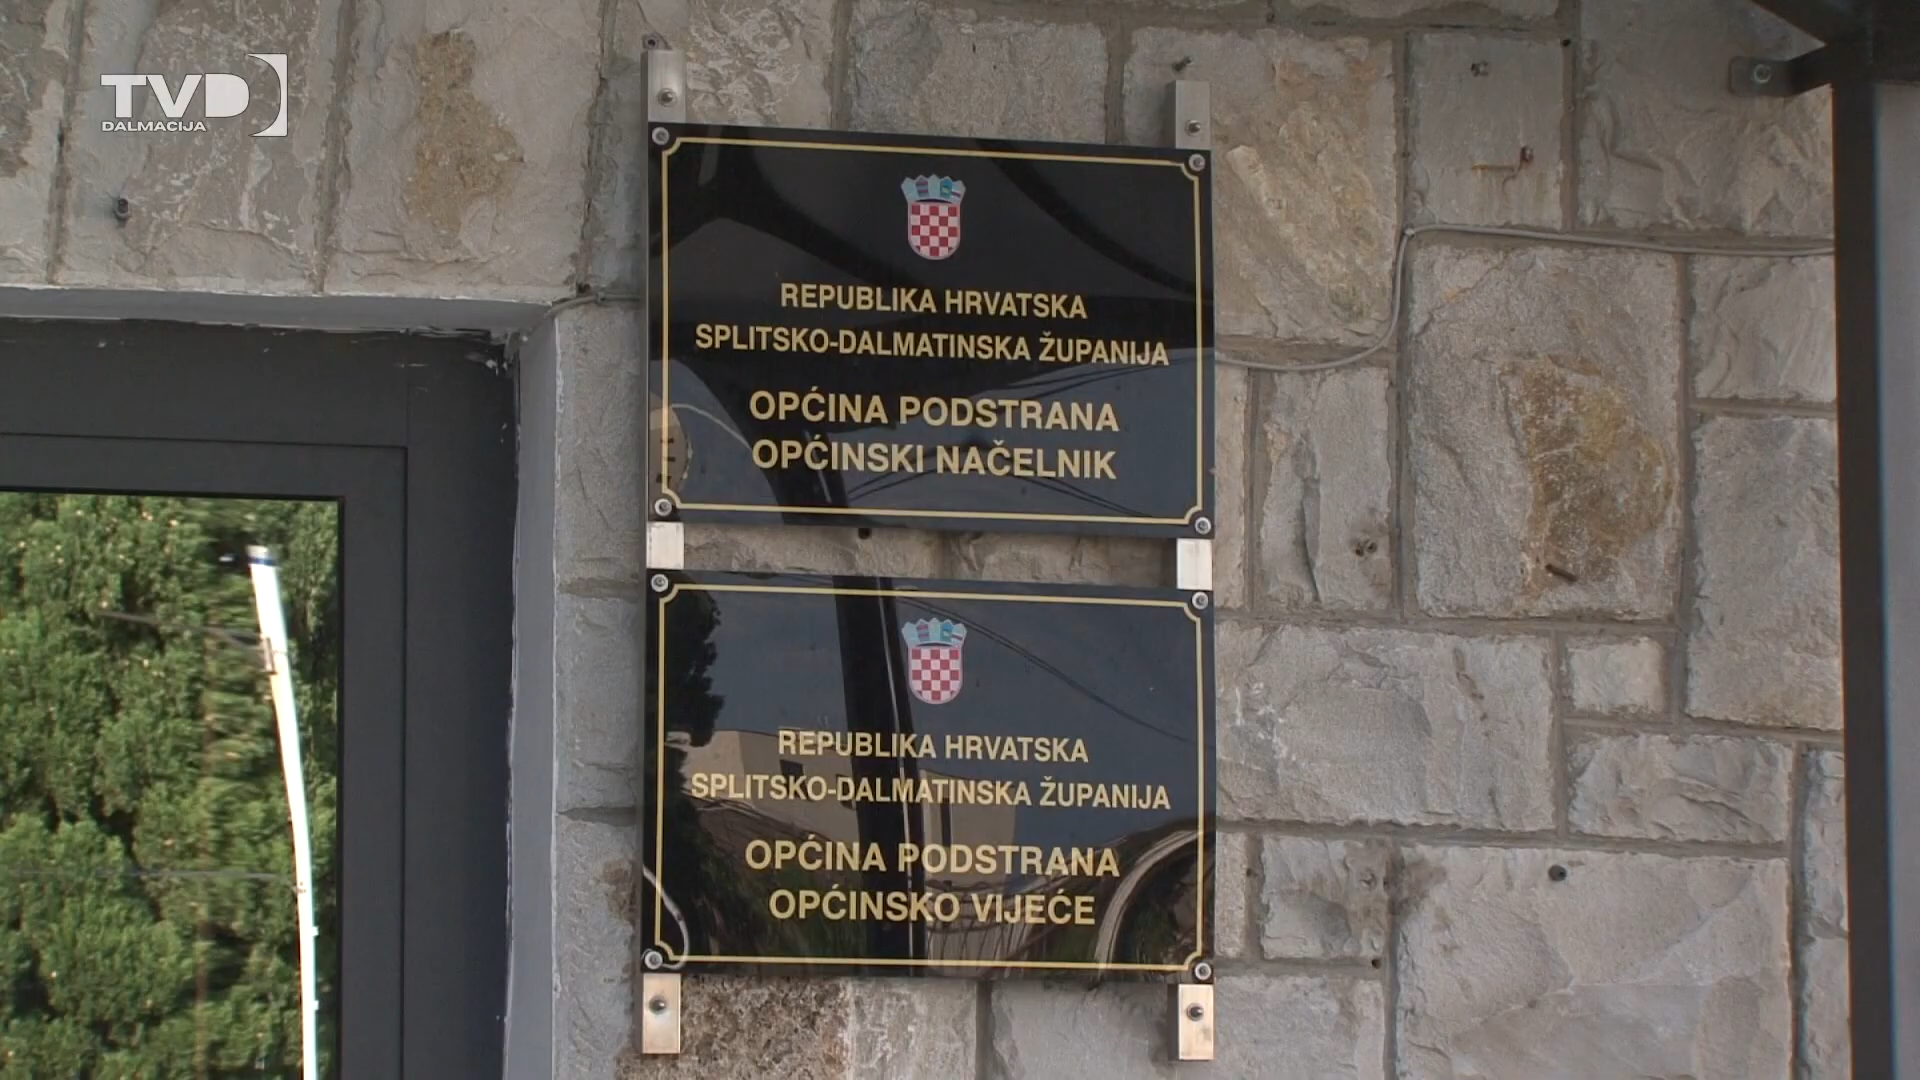 TVD
DALMACIJA
REPUBLIKA HRVATSKA
SPLITSKO-DALMATINSKA ŽUPANIJA
OPĆINA PODSTRANA
OPĆINSKI NAČELNIK
REPUBLIKA HRVATSKA
SPLITSKO-DALMATINSKA ŽUPANIJA
OPĆINA PODSTRANA
OPĆINSKO VIJEĆE